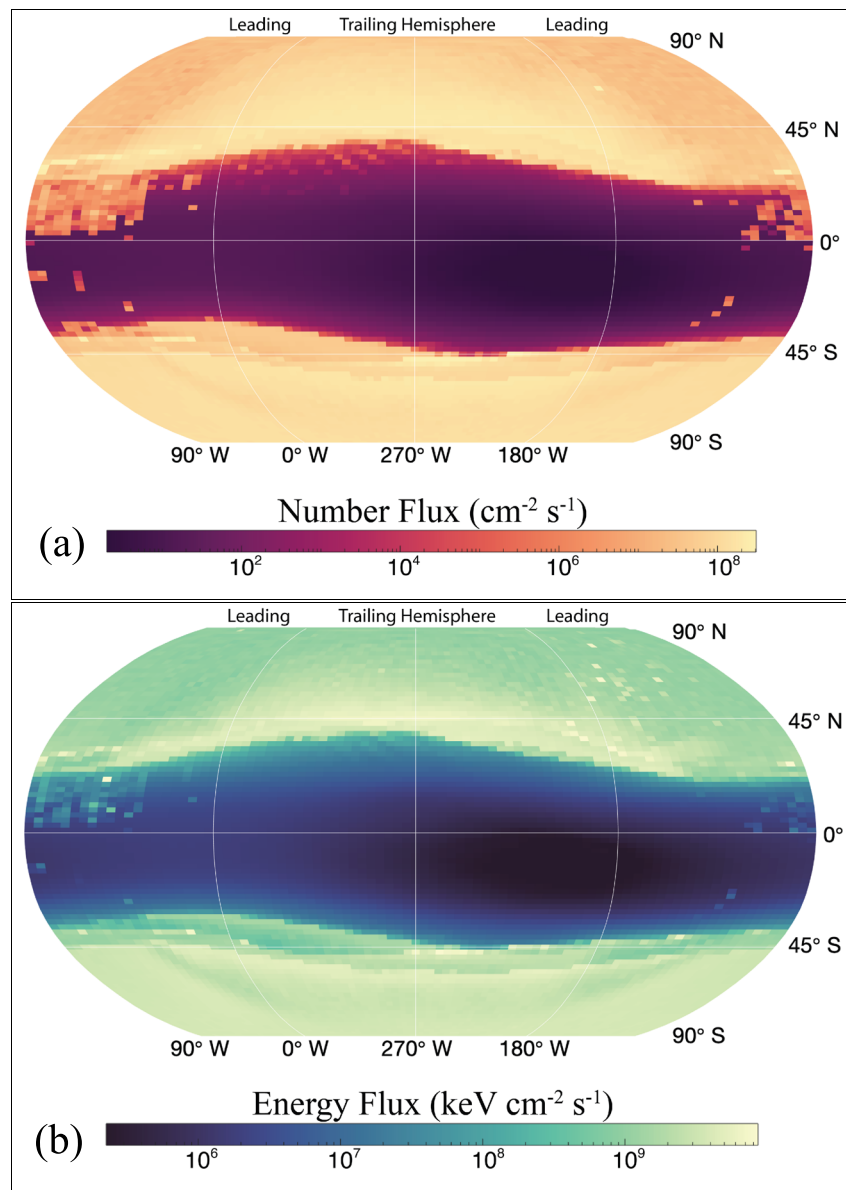 Leading Trailing Hemisphere Leading
90° N
45° N
0°
45° S
90° S
90° W 0° W 270° W 180° W
Number Flux (cm⁻² s⁻¹)
(a)
10² 10⁴ 10⁶ 10⁸
Leading Trailing Hemisphere Leading
90° N
45° N
0°
45° S
90° S
90° W 0° W 270° W 180° W
Energy Flux (keV cm⁻² s⁻¹)
(b)
10⁶ 10⁷ 10⁸ 10⁹